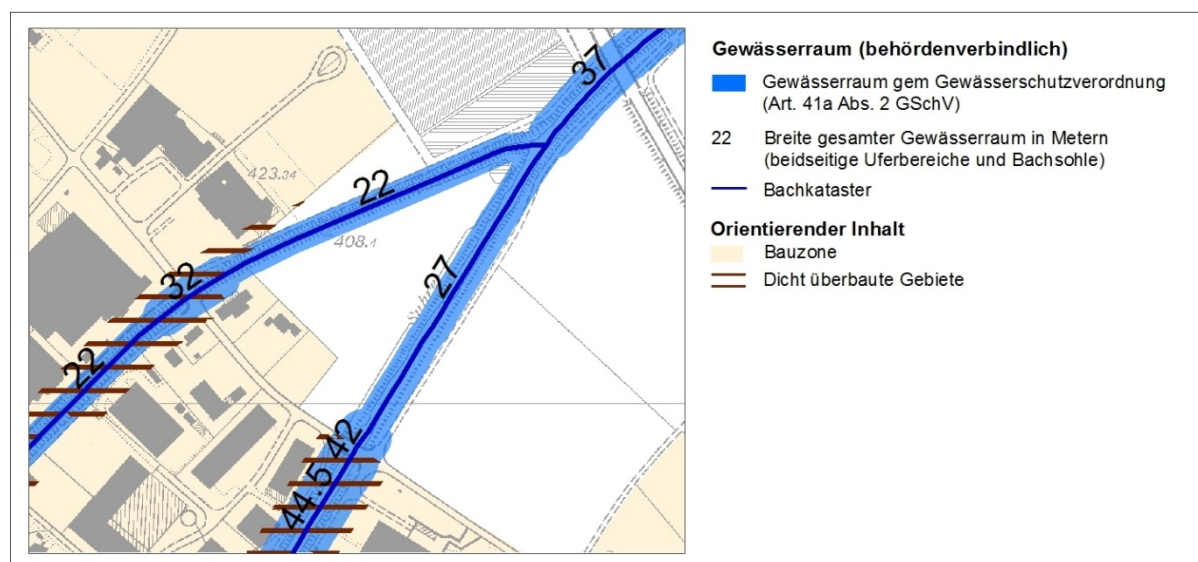 37
22
423.34
408.1
32
27
22
42
44.5
Gewässerraum (behördenverbindlich)
Gewässerraum gem Gewässerschutzverordnung
(Art. 41a Abs. 2 GSchV)
22 Breite gesamter Gewässerraum in Metern
(beidseitige Uferbereiche und Bachsohle)
Bachkataster
Orientierender Inhalt
Bauzone
Dicht überbaute Gebiete